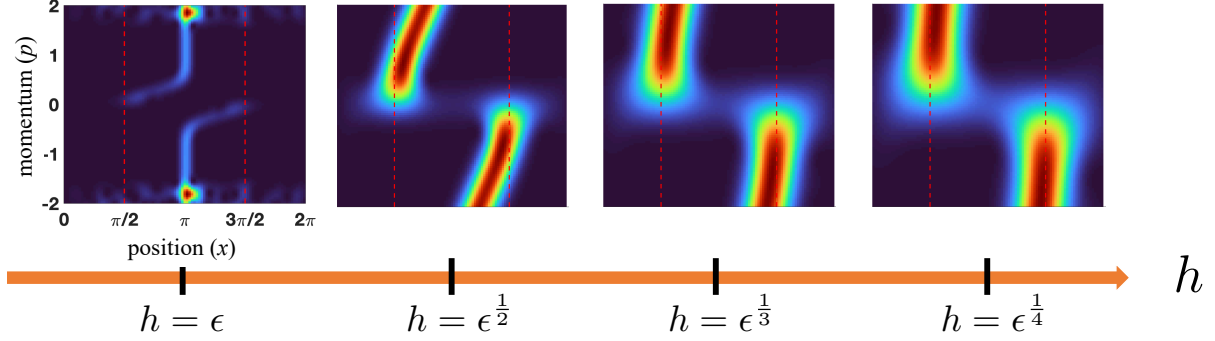 momentum (p)
2
1
0
-1
-2
0
π/2
π
3π/2
2π
position (x)
h = ϵ
h = ϵ^{1/2}
h = ϵ^{1/3}
h = ϵ^{1/4}
h